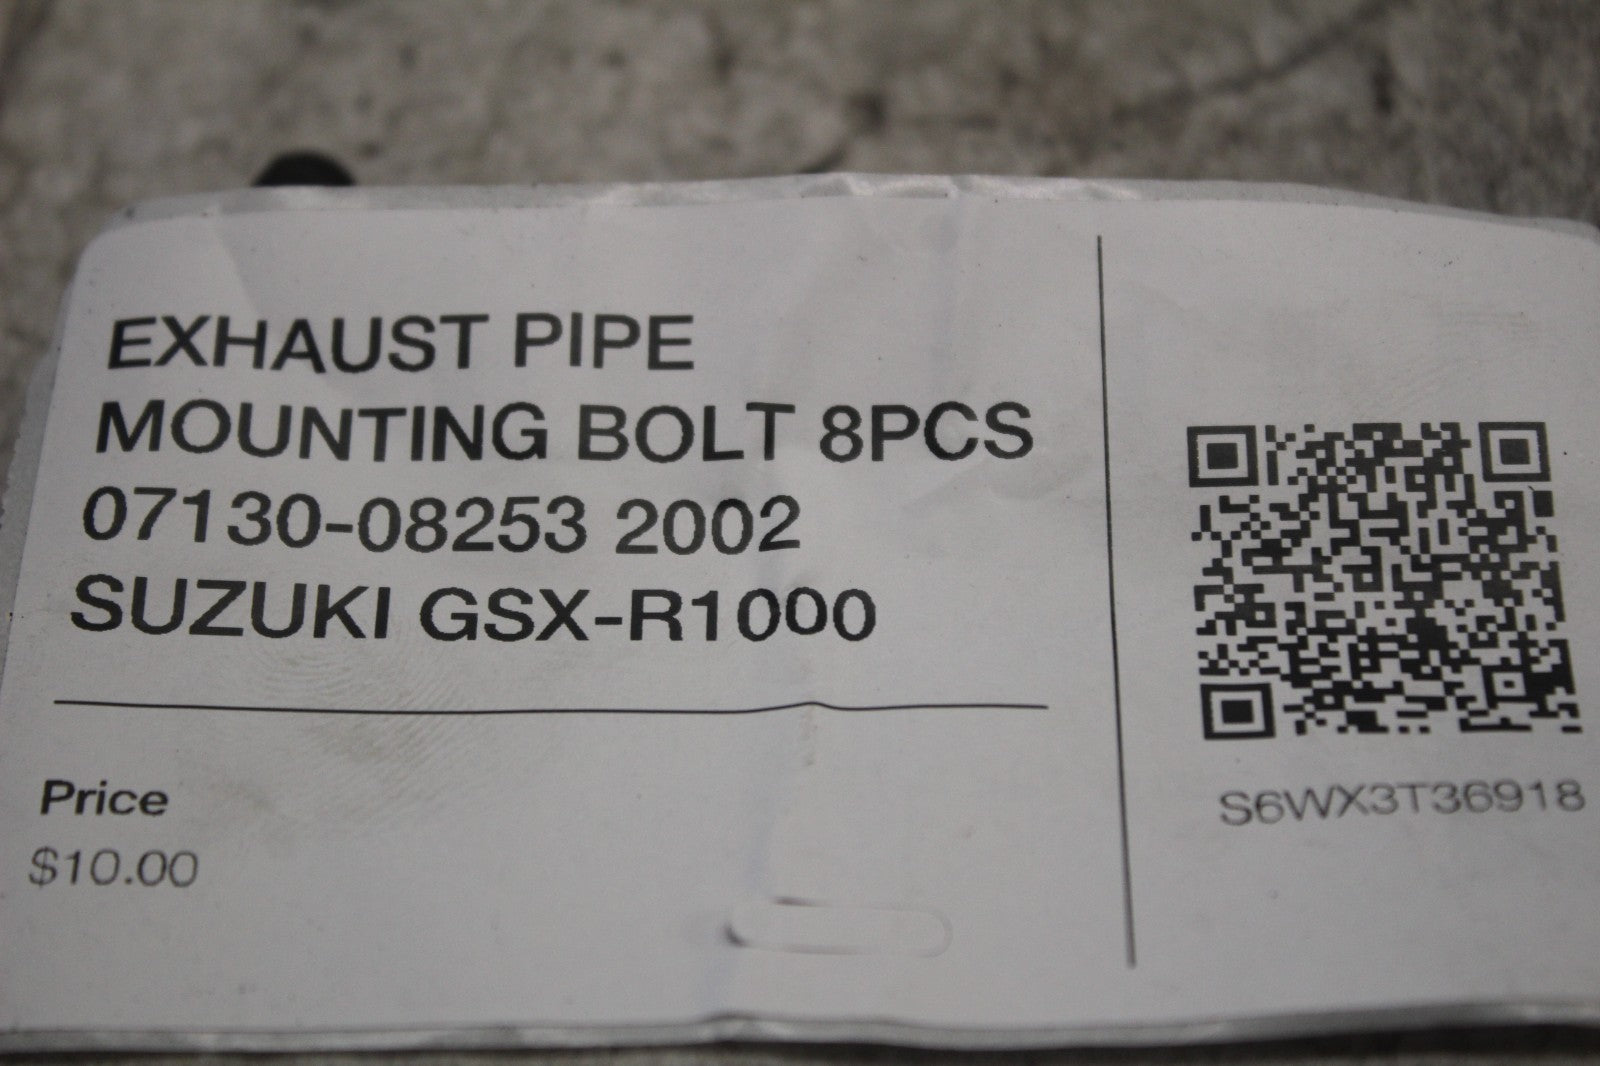 EXHAUST PIPE
MOUNTING BOLT 8PCS
07130-08253 2002
SUZUKI GSX-R1000
Price
$10.00
S6WX3T36918